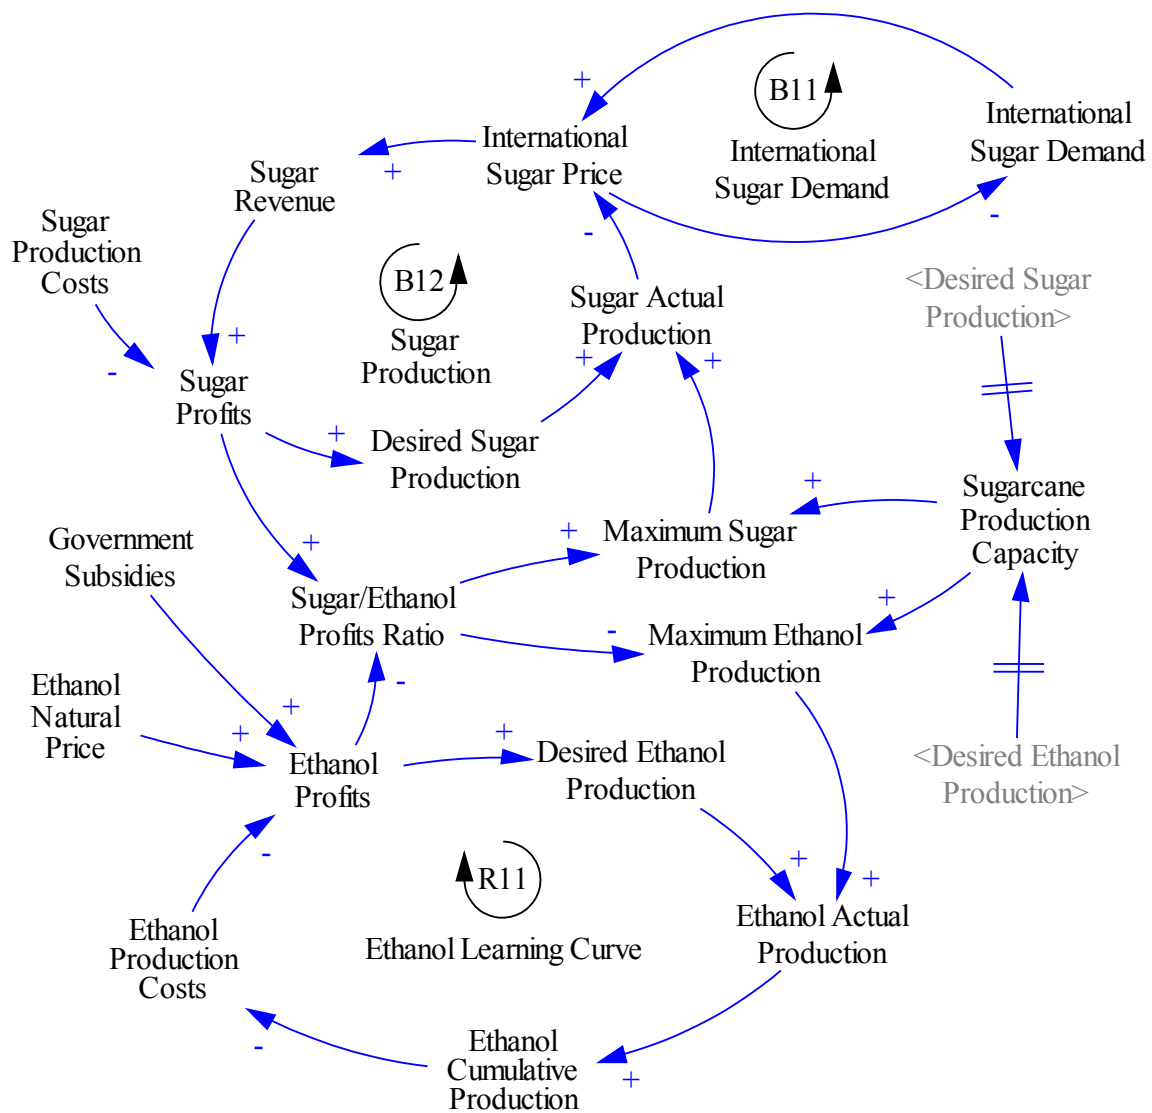 B11
International
Sugar Demand
International
Sugar Demand
+
International
Sugar Price
+
-
-
Sugar
Revenue
Sugar
Production
Costs
-
+
B12
Sugar
Production
Sugar Actual
Production
+
+
<Desired Sugar
Production>
Sugar
Profits
+
Desired Sugar
Production
+
Sugarcane
Production
Capacity
+
Maximum Sugar
Production
Government
Subsidies
+
Sugar/Ethanol
Profits Ratio
-
Maximum Ethanol
Production
+
-
Ethanol
Natural
Price
+
+
Ethanol
Profits
+
Desired Ethanol
Production
<Desired Ethanol
Production>
-
R11
Ethanol Learning Curve
+
+
Ethanol Actual
Production
Ethanol
Production
Costs
-
Ethanol
Cumulative
Production
+